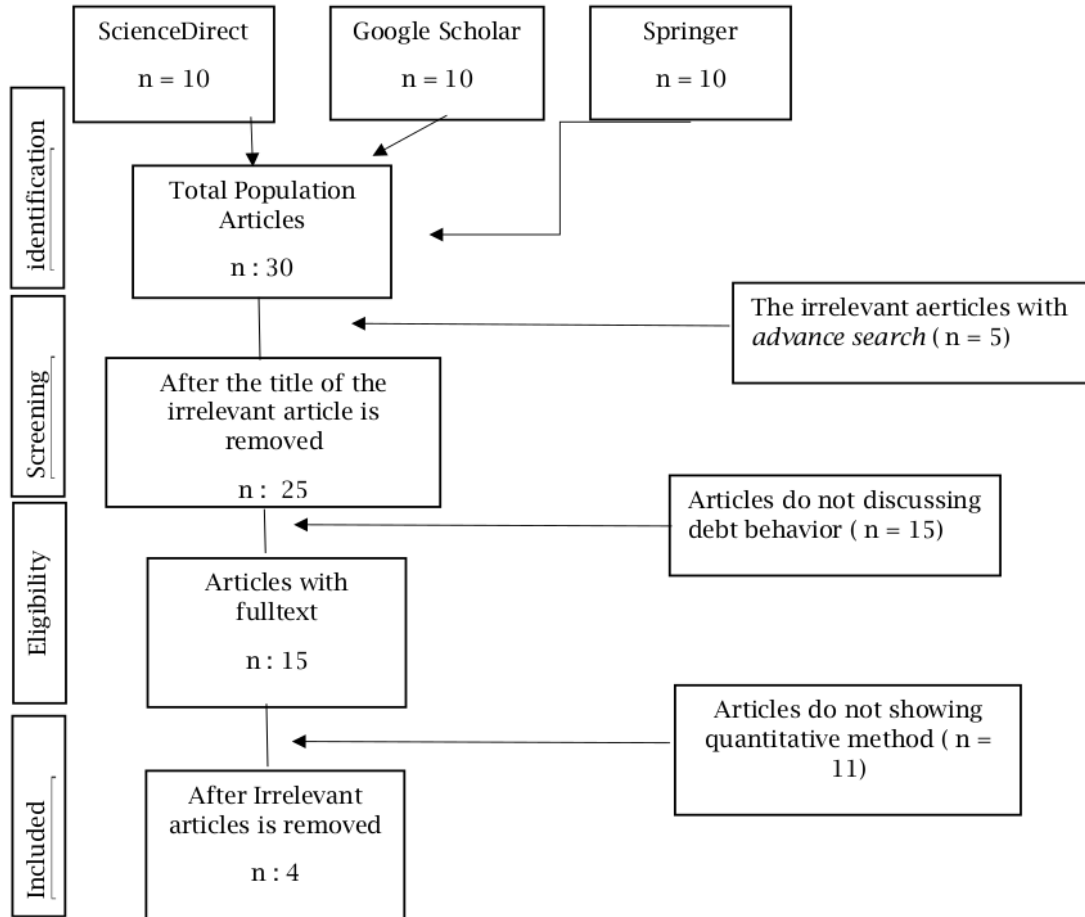 ScienceDirect
n = 10
Google Scholar
n = 10
Springer
n = 10
identification
Total Population
Articles
n : 30
The irrelevant aerticles with
advance search ( n = 5)
Screening
After the title of the
irrelevant article is
removed
n : 25
Articles do not discussing
debt behavior ( n = 15)
Eligibility
Articles with
fulltext
n : 15
Articles do not showing
quantitative method ( n =
11)
Included
After Irrelevant
articles is removed
n : 4